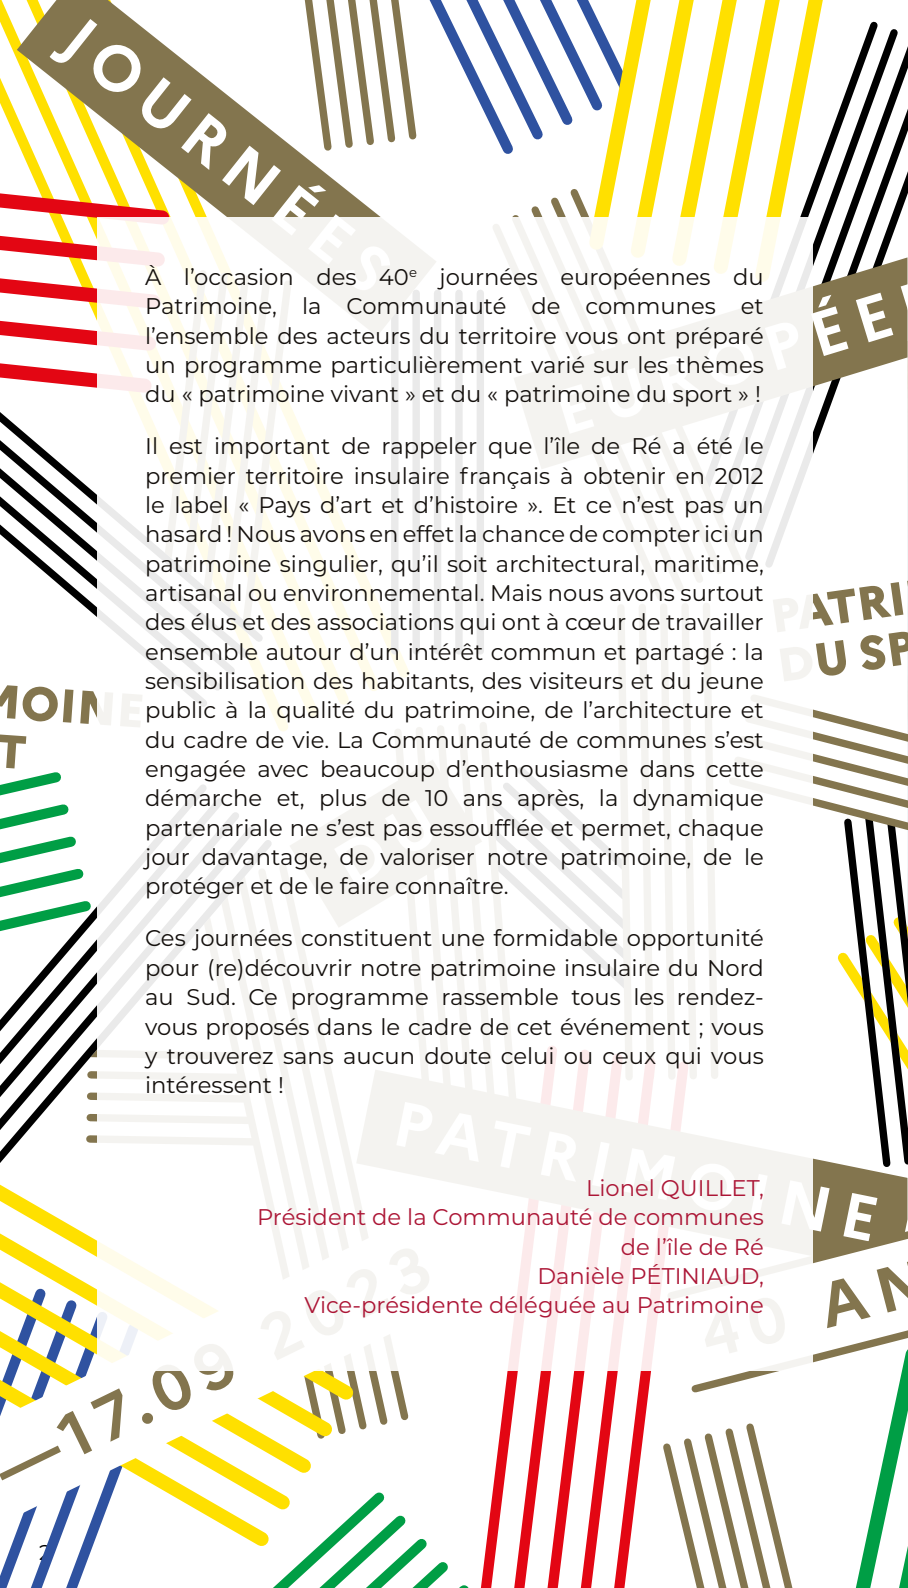 JOURNÉES
EUROPÉE
À l’occasion des 40e journées européennes du
Patrimoine, la Communauté de communes et
l’ensemble des acteurs du territoire vous ont préparé
un programme particulièrement varié sur les thèmes
du « patrimoine vivant » et du « patrimoine du sport » !
Il est important de rappeler que l’île de Ré a été le
premier territoire insulaire français à obtenir en 2012
le label « Pays d’art et d’histoire ». Et ce n’est pas un
hasard ! Nous avons en effet la chance de compter ici un
patrimoine singulier, qu’il soit architectural, maritime,
artisanal ou environnemental. Mais nous avons surtout
des élus et des associations qui ont à cœur de travailler
ensemble autour d’un intérêt commun et partagé : la
sensibilisation des habitants, des visiteurs et du jeune
public à la qualité du patrimoine, de l’architecture et
du cadre de vie. La Communauté de communes s’est
engagée avec beaucoup d’enthousiasme dans cette
démarche et, plus de 10 ans après, la dynamique
partenariale ne s’est pas essoufflée et permet, chaque
jour davantage, de valoriser notre patrimoine, de le
protéger et de le faire connaître.
Ces journées constituent une formidable opportunité
pour (re)découvrir notre patrimoine insulaire du Nord
au Sud. Ce programme rassemble tous les rendez-
vous proposés dans le cadre de cet événement ; vous
y trouverez sans aucun doute celui ou ceux qui vous
intéressent !
PATRI
DU SP
MOINE
T
DU
PATRIMOINE
Lionel QUILLET,
Président de la Communauté de communes
de l’île de Ré
Danièle PÉTINIAUD,
Vice-présidente déléguée au Patrimoine
40 AN
—17.09 2023
2